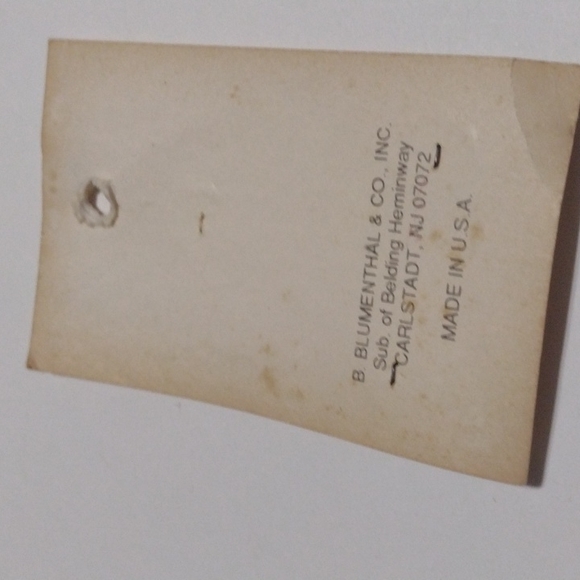 B. BLUMENTHAL & CO., INC.
Sub. of Belding Heminway
CARLSTADT, NJ 07072
MADE IN U.S.A.